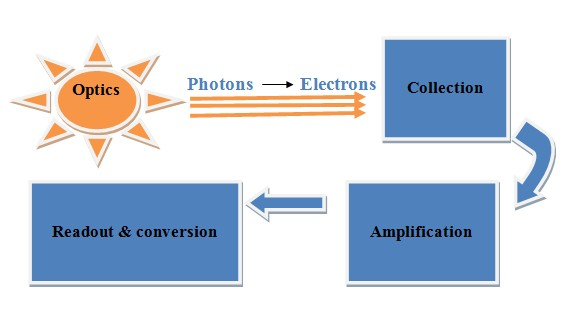 Optics
Photons → Electrons
Collection
Readout & conversion
Amplification